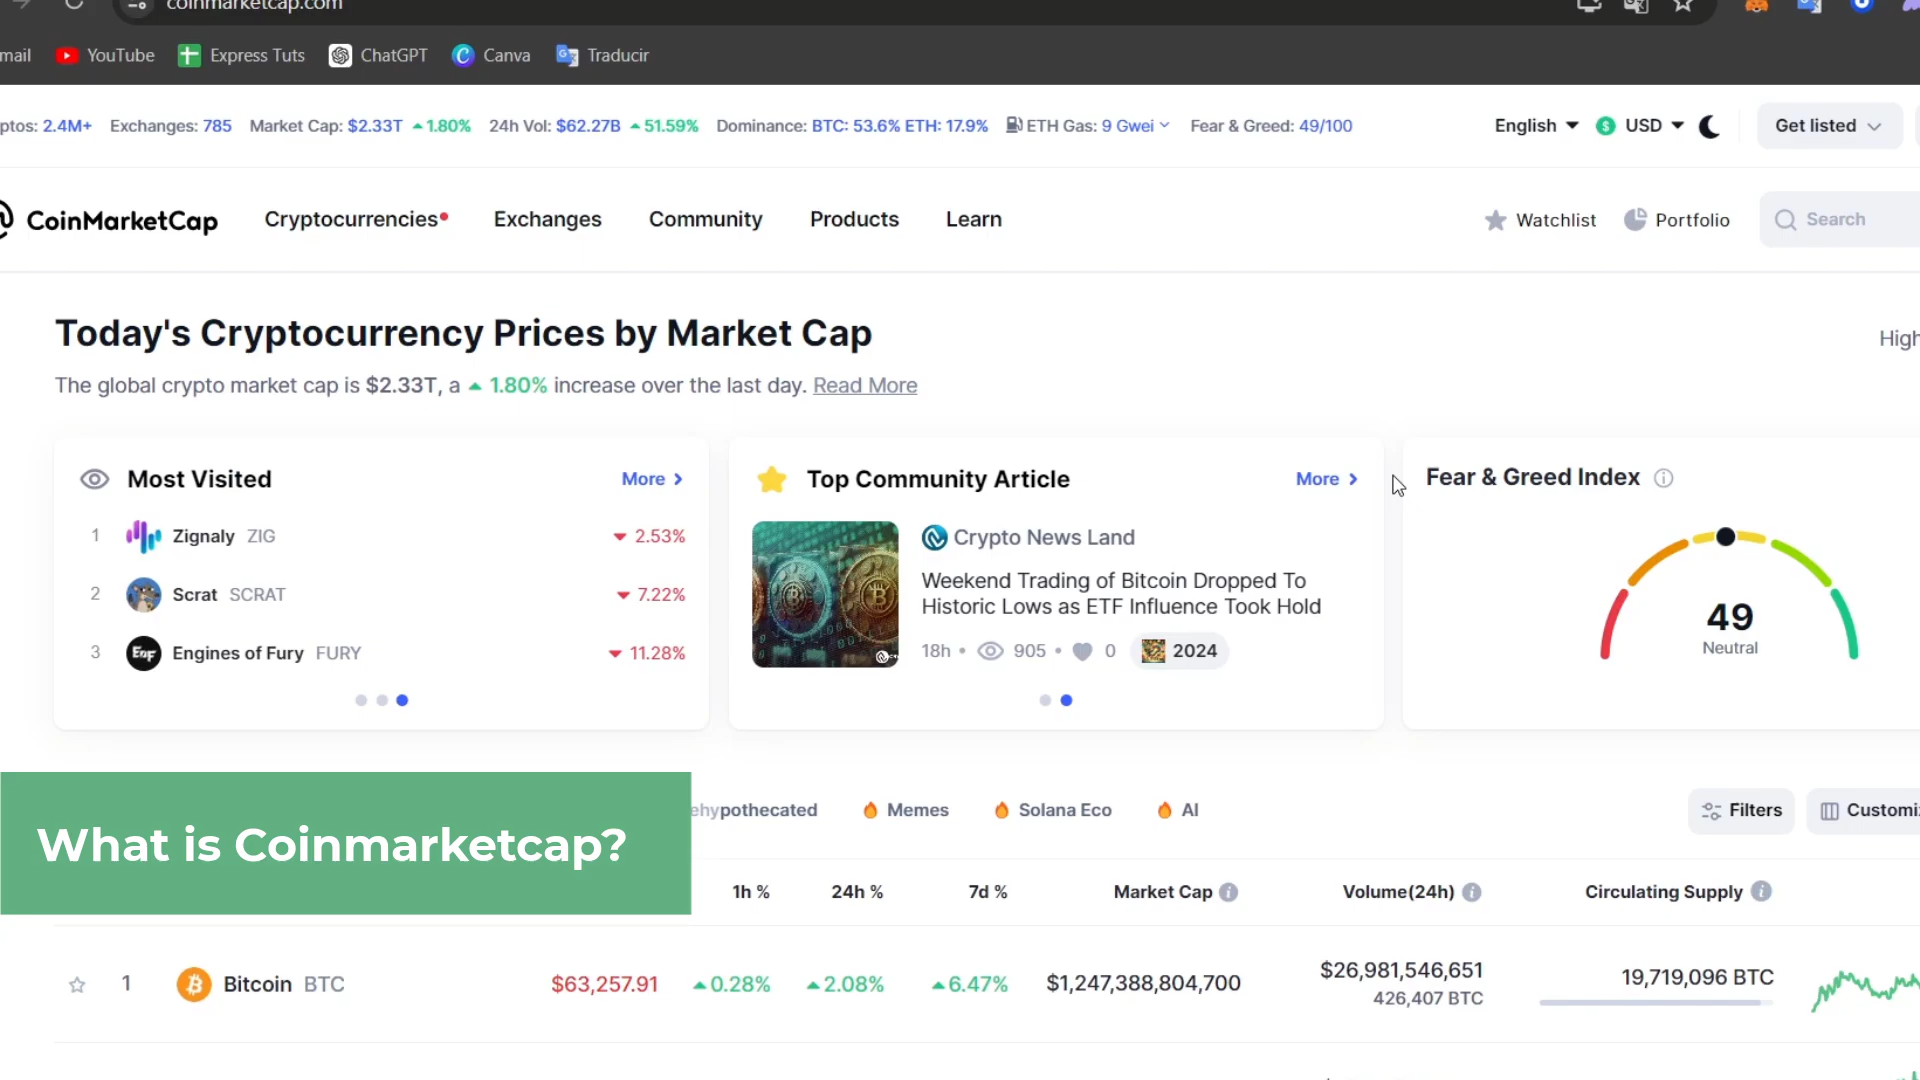 coinmarketcap.com
mail YouTube Express Tuts ChatGPT Canva Traducir
ptos: 2.4M+ Exchanges: 785 Market Cap: $2.33T 1.80% 24h Vol: $62.27B 51.59% Dominance: BTC: 53.6% ETH: 17.9% ETH Gas: 9 Gwei Fear & Greed: 49/100 English USD Get listed
CoinMarketCap Cryptocurrencies Exchanges Community Products Learn Watchlist Portfolio Search
Today's Cryptocurrency Prices by Market Cap
High
The global crypto market cap is $2.33T, a 1.80% increase over the last day. Read More
Most Visited More >
1 Zignaly ZIG 2.53%
2 Scrat SCRAT 7.22%
3 Engines of Fury FURY 11.28%
Top Community Article More >
Crypto News Land
Weekend Trading of Bitcoin Dropped To
Historic Lows as ETF Influence Took Hold
18h • 905 • 0 2024
Fear & Greed Index
49
Neutral
ehypothecated Memes Solana Eco AI Filters Customiz
What is Coinmarketcap?
1h % 24h % 7d % Market Cap Volume(24h) Circulating Supply
1 Bitcoin BTC $63,257.91 0.28% 2.08% 6.47% $1,247,388,804,700 $26,981,546,651 19,719,096 BTC
426,407 BTC